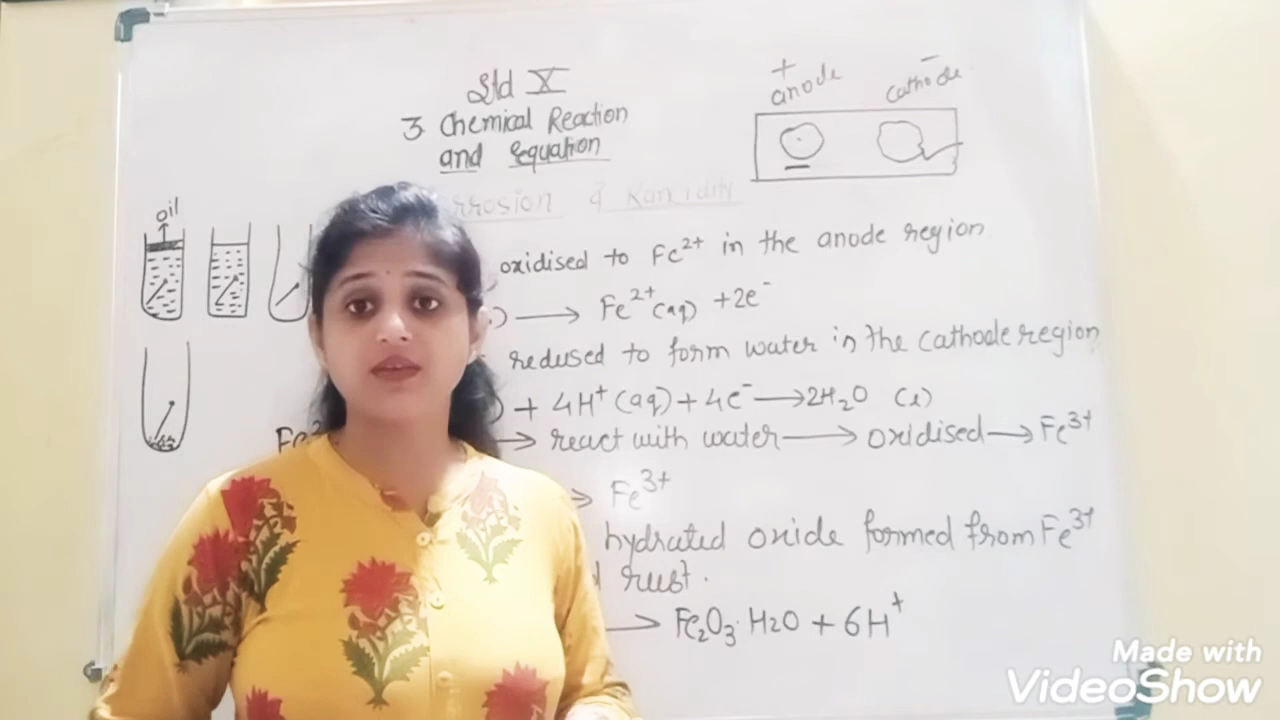 Std X
3. Chemical Reaction
and equation
+
anode
-
cathode
rrosion & Rancidity
oil
oxidised to Fe²⁺ in the anode region
⟶ Fe²⁺(aq) +2e⁻
redused to form water in the cathode region
+ 4H⁺(aq) + 4e⁻ ⟶ 2H₂O (l)
⟶ react with water ⟶ oxidised ⟶ Fe³⁺
Fe³⁺
hydrated oxide formed from Fe³⁺
rust.
⟶ Fe₂O₃·H₂O + 6H⁺
Made with
VideoShow